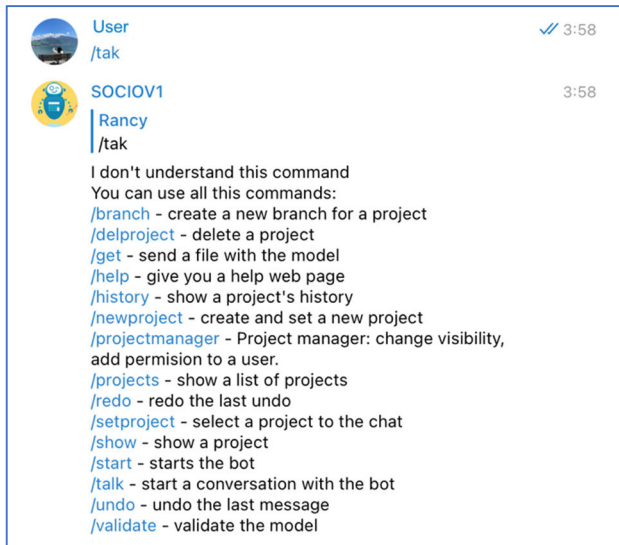 User
3:58
/tak
SOCIOV1
3:58
Rancy
/tak
I don't understand this command
You can use all this commands:
/branch - create a new branch for a project
/delproject - delete a project
/get - send a file with the model
/help - give you a help web page
/history - show a project's history
/newproject - create and set a new project
/projectmanager - Project manager: change visibility,
add permision to a user.
/projects - show a list of projects
/redo - redo the last undo
/setproject - select a project to the chat
/show - show a project
/start - starts the bot
/talk - start a conversation with the bot
/undo - undo the last message
/validate - validate the model